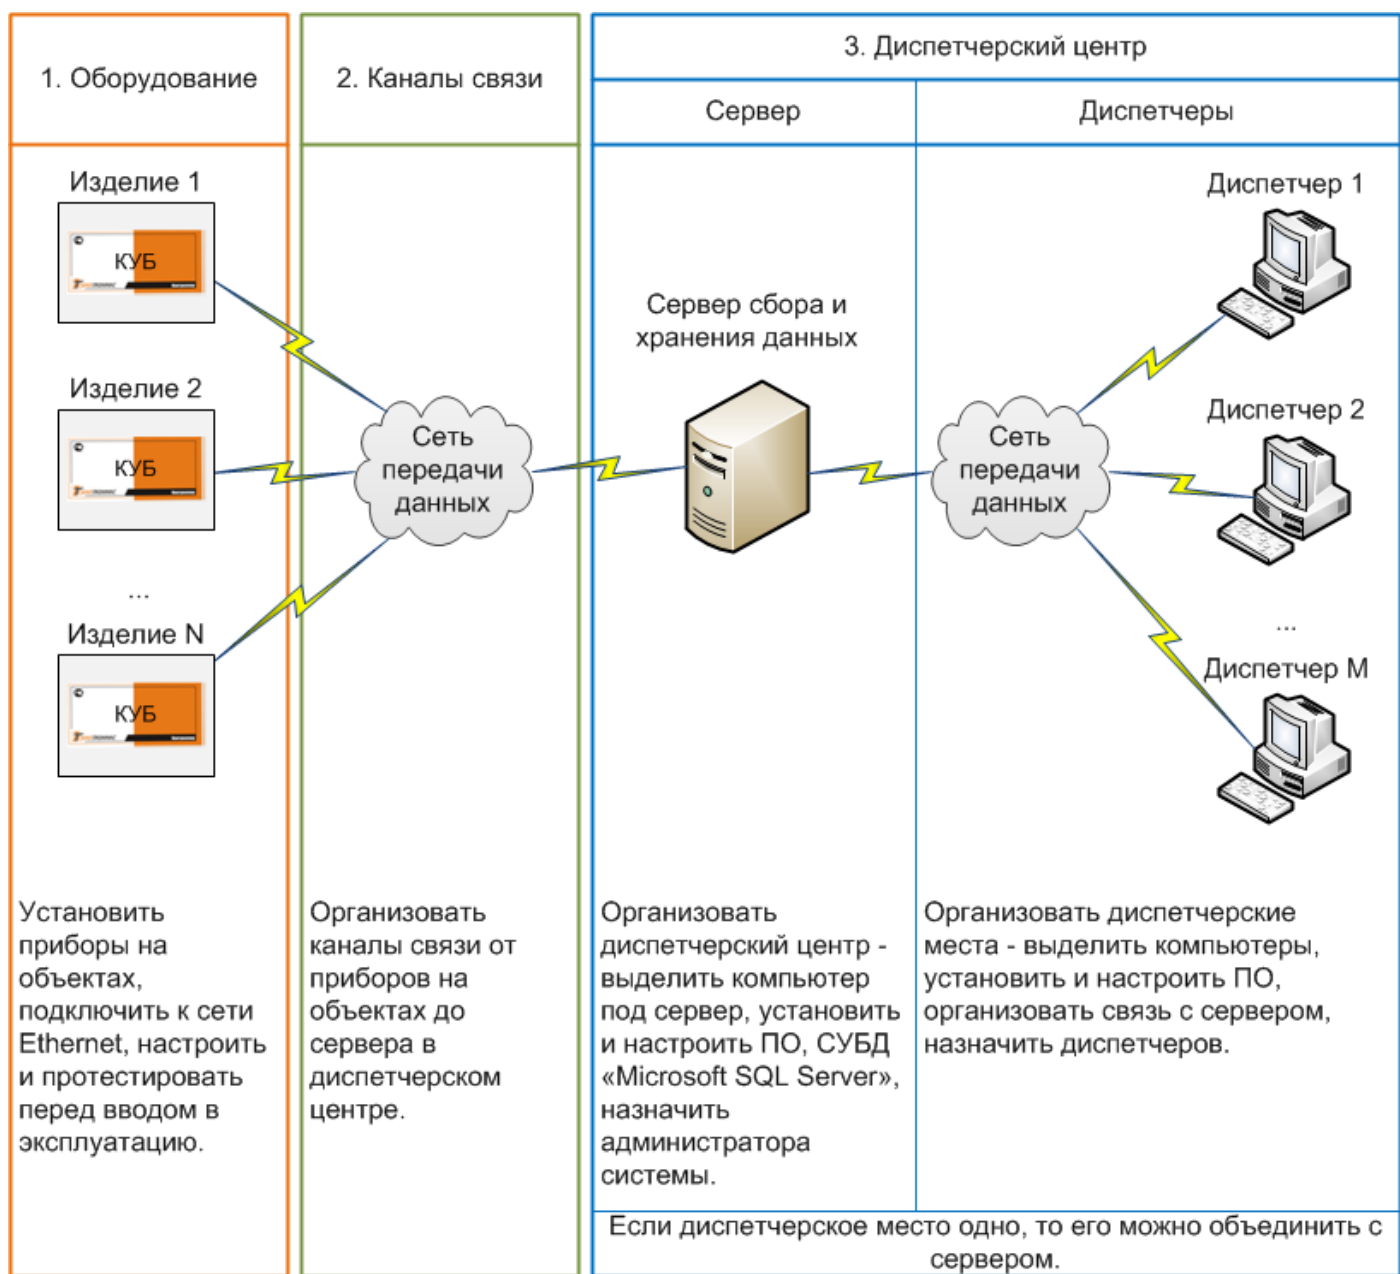 1. Оборудование
2. Каналы связи
3. Диспетчерский центр
Сервер
Диспетчеры
Изделие 1
КУБ
Изделие 2
КУБ
...
Изделие N
КУБ
Сеть
передачи
данных
Сервер сбора и
хранения данных
Сеть
передачи
данных
Диспетчер 1
Диспетчер 2
...
Диспетчер M
Установить
приборы на
объектах,
подключить к сети
Ethernet, настроить
и протестировать
перед вводом в
эксплуатацию.
Организовать
каналы связи от
приборов на
объектах до
сервера в
диспетчерском
центре.
Организовать
диспетчерский центр -
выделить компьютер
под сервер, установить
и настроить ПО, СУБД
«Microsoft SQL Server»,
назначить
администратора
системы.
Организовать диспетчерские
места - выделить компьютеры,
установить и настроить ПО,
организовать связь с сервером,
назначить диспетчеров.
Если диспетчерское место одно, то его можно объединить с
сервером.